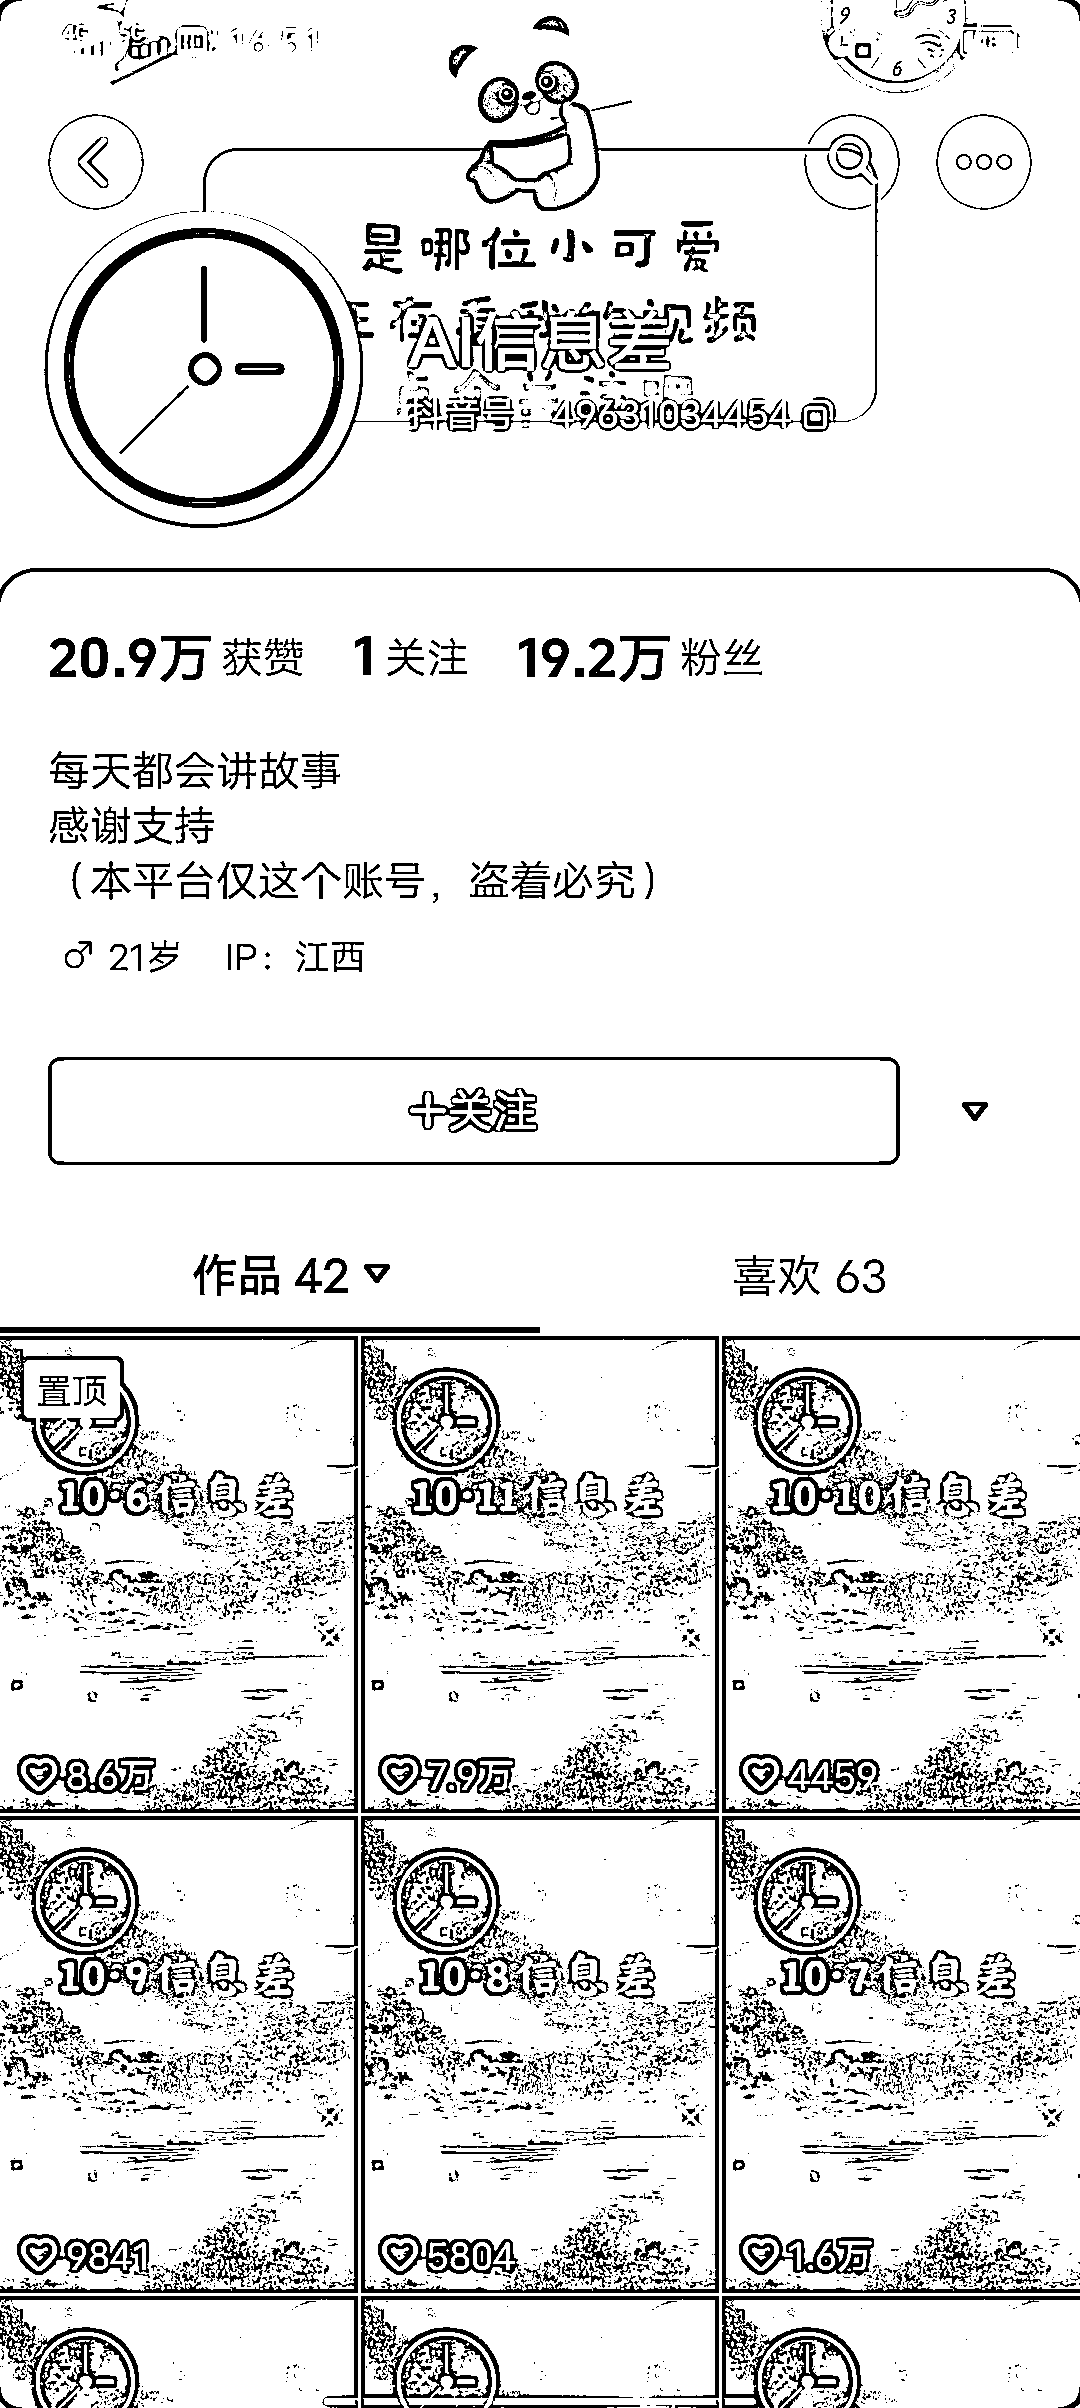 16:51
9 3
6
是哪位小可爱
AI信息差
抖音号: 49631034454
20.9万 获赞 1 关注 19.2万 粉丝
每天都会讲故事
感谢支持
（本平台仅这个账号，盗着必究）
♂ 21岁 IP：江西
+关注
作品 42 喜欢 63
置顶
10·6信息差 10·11信息差 10·10信息差
8.6万 7.9万 4459
10·9信息差 10·8信息差 10·7信息差
9841 5804 1.6万